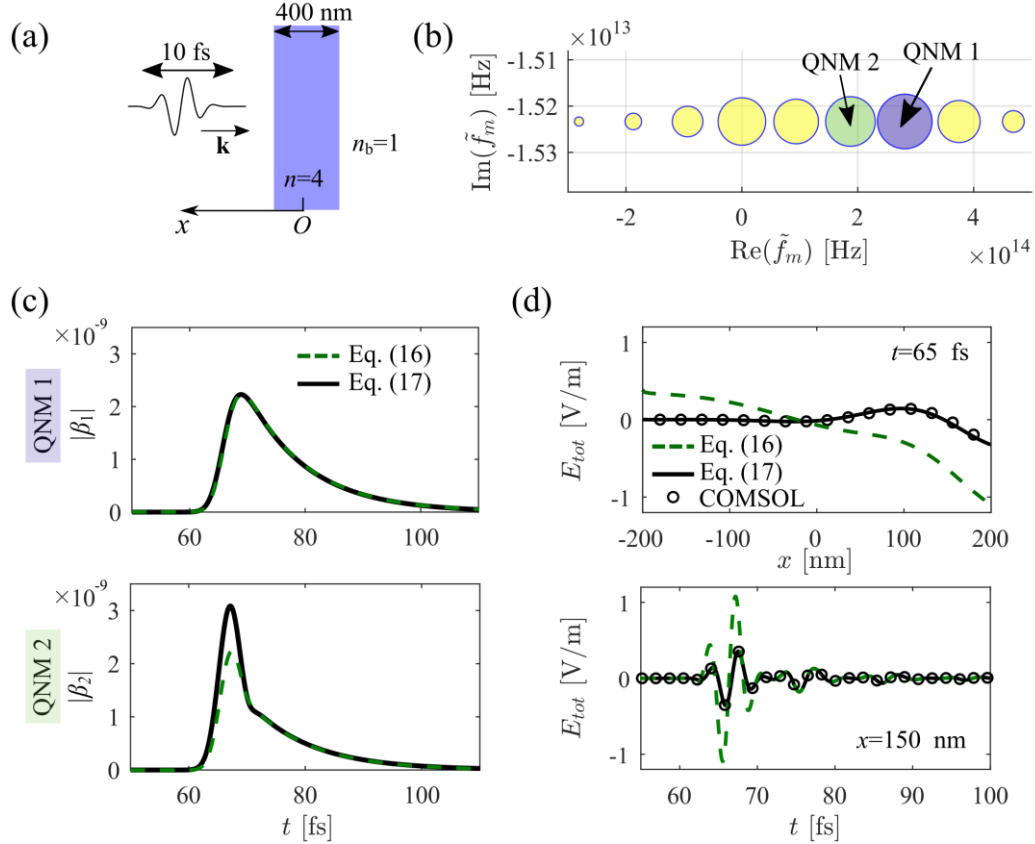 (a)
400 nm
10 fs
k
n_b=1
n=4
x
O
(b)
×10^13
-1.51
-1.52
-1.53
Im(f̃_m) [Hz]
QNM 2
QNM 1
-2
0
2
4
Re(f̃_m) [Hz]
×10^14
(c)
QNM 1
×10^-9
|β_1|
3
2
1
0
Eq. (16)
Eq. (17)
60
80
100
QNM 2
×10^-9
|β_2|
3
2
1
0
60
80
100
t [fs]
(d)
E_tot [V/m]
1
0
-1
t=65 fs
Eq. (16)
Eq. (17)
COMSOL
-200
-100
0
100
200
x [nm]
E_tot [V/m]
1
0
-1
x=150 nm
60
70
80
90
100
t [fs]